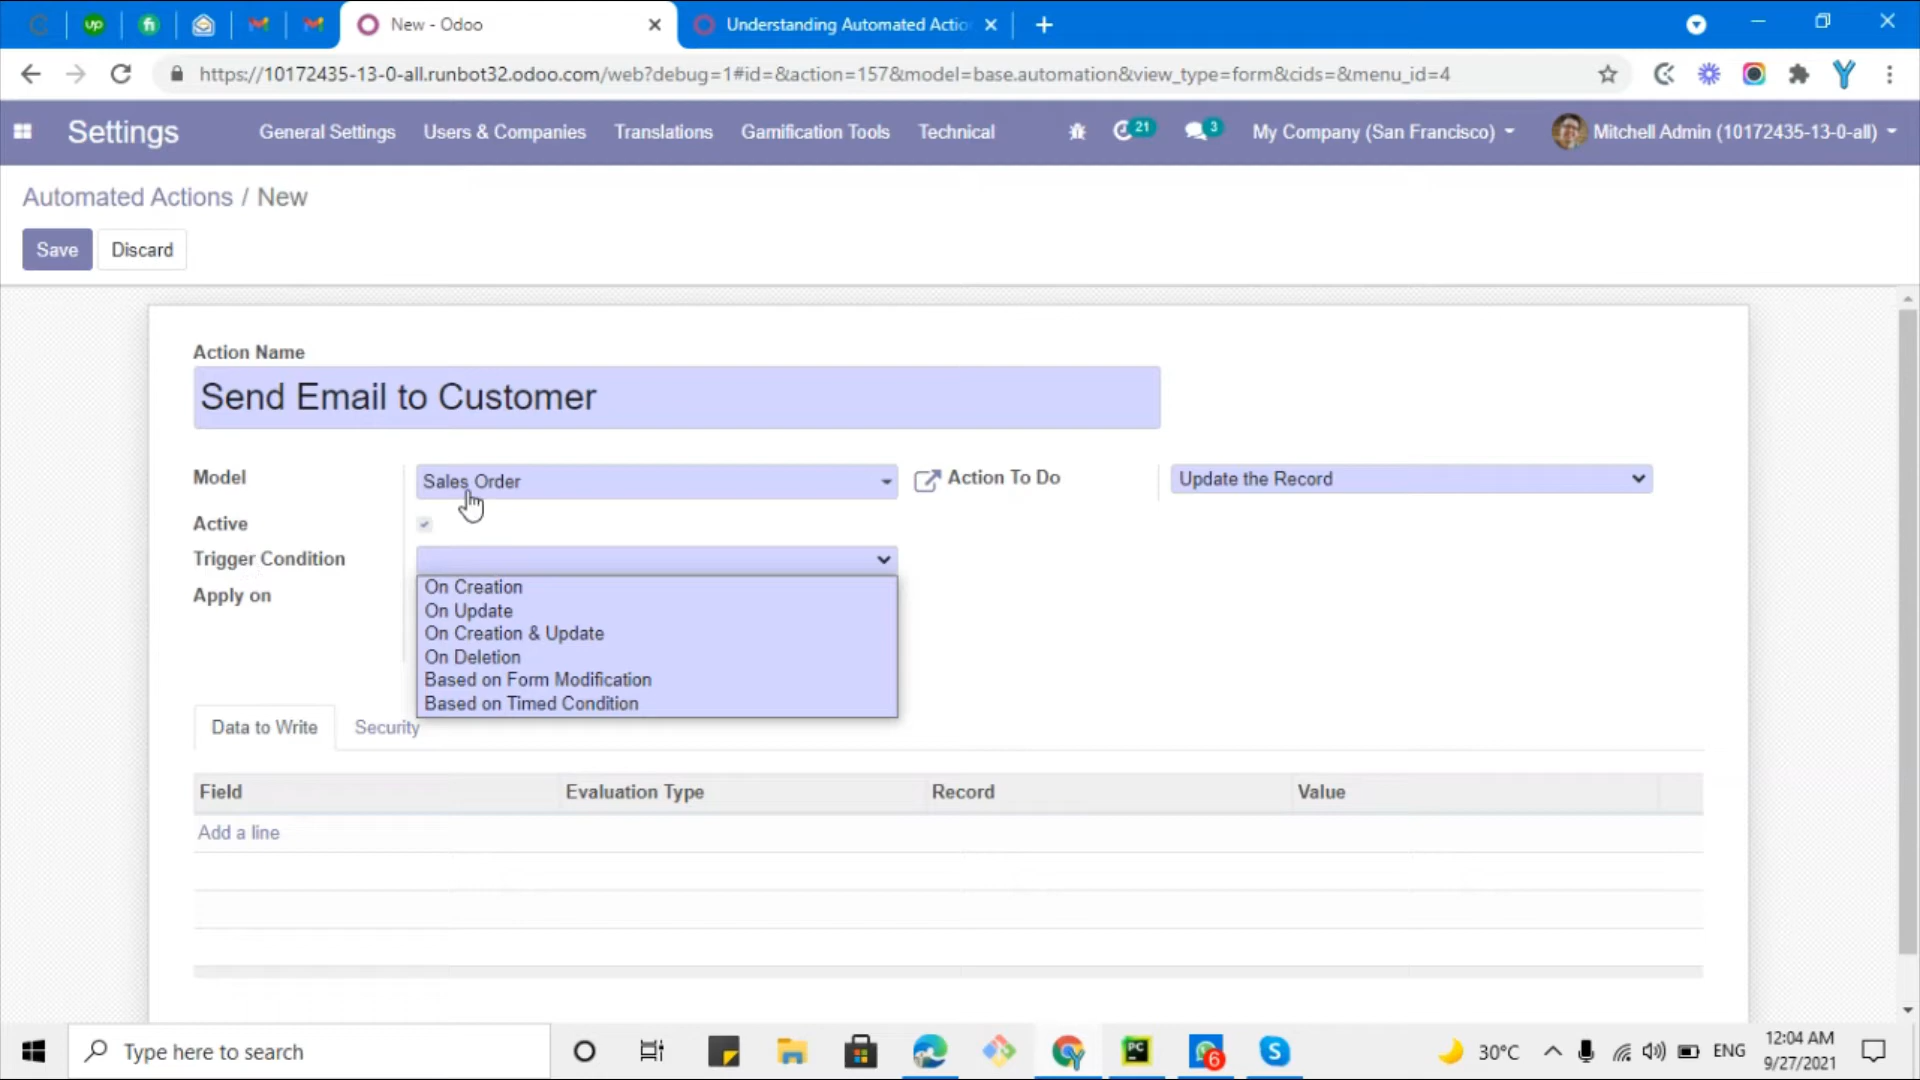 up
fi
New - Odoo
Understanding Automated Actio
https://10172435-13-0-all.runbot32.odoo.com/web?debug=1#id=&action=157&model=base.automation&view_type=form&cids=&menu_id=4
Settings General Settings Users & Companies Translations Gamification Tools Technical 21 3 My Company (San Francisco) Mitchell Admin (10172435-13-0-all)
Automated Actions / New
Save Discard
Action Name
Send Email to Customer
Model Sales Order Action To Do Update the Record
Active
Trigger Condition
Apply on
On Creation
On Update
On Creation & Update
On Deletion
Based on Form Modification
Based on Timed Condition
Data to Write Security
Field Evaluation Type Record Value
Add a line
Type here to search
PC
6
S
30°C
ENG
12:04 AM
9/27/2021